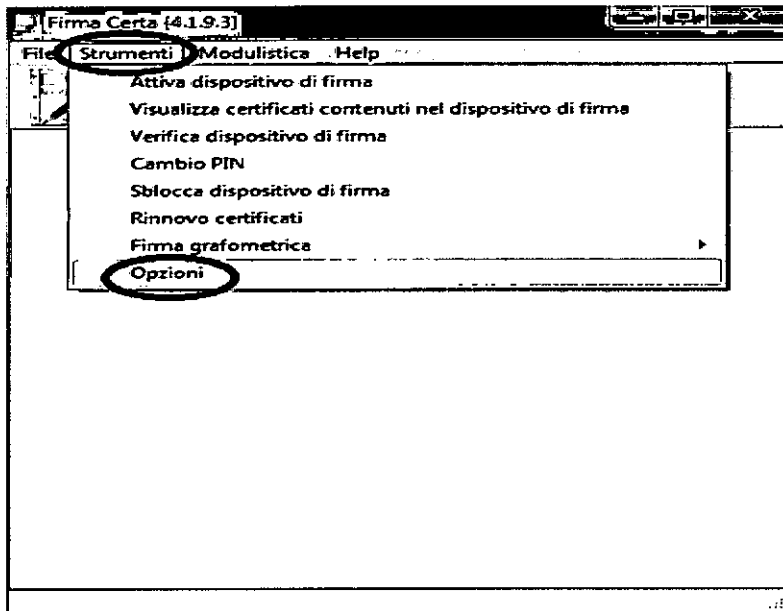 Firma Certa [4.1.9.3]
File Strumenti Modulistica Help
Attiva dispositivo di firma
Visualizza certificati contenuti nel dispositivo di firma
Verifica dispositivo di firma
Cambio PIN
Sblocca dispositivo di firma
Rinnovo certificati
Firma grafometrica
Opzioni